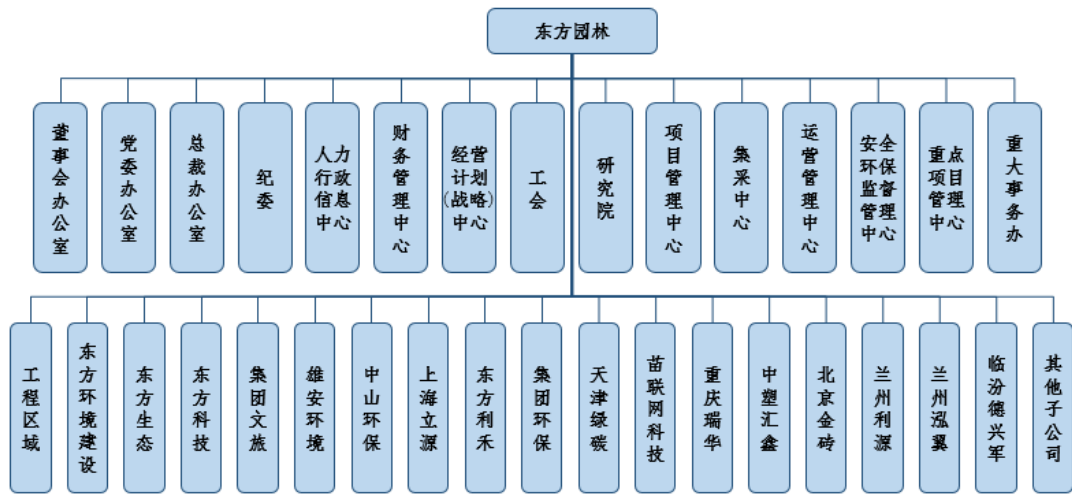 东方园林
董事会办公室
党委办公室
总裁办公室
纪委
人力行政信息中心
财务管理中心
经营计划(战略)中心
工会
研究院
项目管理中心
集采中心
运营管理中心
安全环保监督管理中心
重点项目管理中心
重大事务办
工程区域
东方环境建设
东方生态
东方科技
集团文旅
雄安环境
中山环保
上海立源
东方利禾
集团环保
天津绿碳
苗联网科技
重庆瑞华
中塑汇鑫
北京金砖
兰州利源
兰州泓翼
临汾德兴军
其他子公司